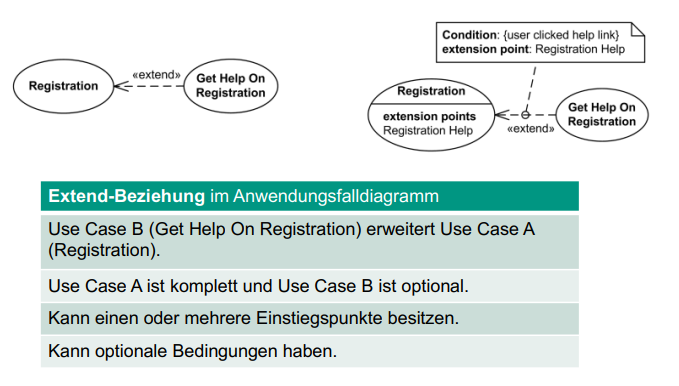 Registration
«extend»
Get Help On
Registration
Condition: {user clicked help link}
extension point: Registration Help
Registration
extension points
Registration Help
«extend»
Get Help On
Registration
Extend-Beziehung im Anwendungsfalldiagramm
Use Case B (Get Help On Registration) erweitert Use Case A
(Registration).
Use Case A ist komplett und Use Case B ist optional.
Kann einen oder mehrere Einstiegspunkte besitzen.
Kann optionale Bedingungen haben.